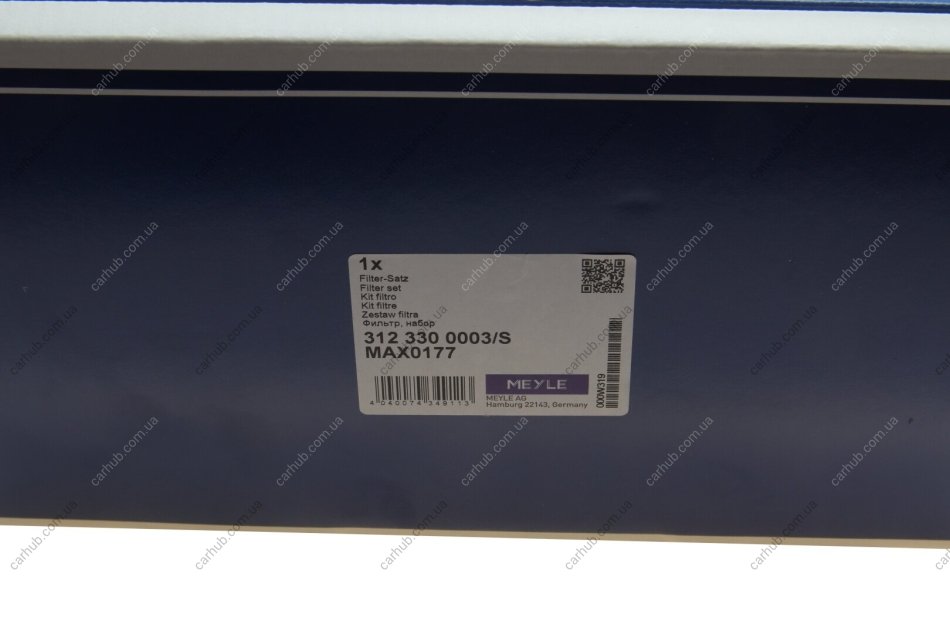 1x
Filter-Satz
Filter set
Kit filtro
Kit filtre
Zestaw filtra
Фильтр, набор
312 330 0003/S
MAX0177
4 040074 349113
MEYLE
MEYLE AG
Hamburg 22143, Germany
000W319
carhub.com.ua